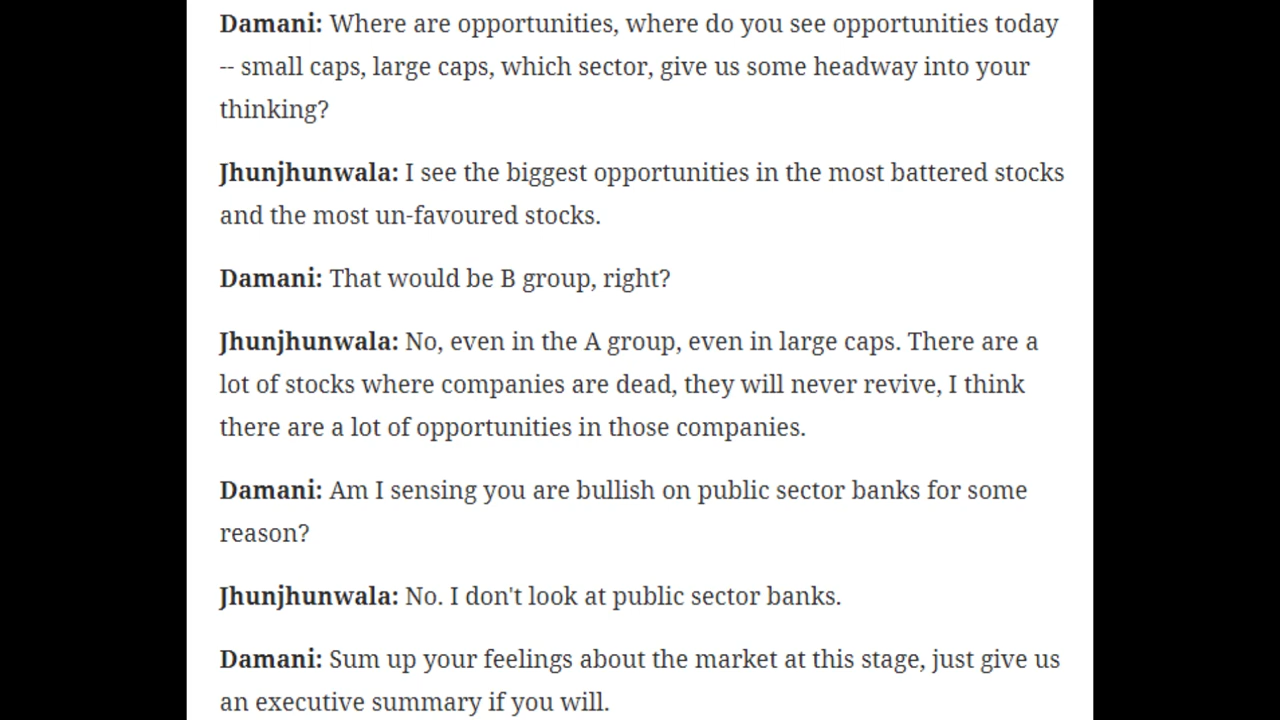 Damani: Where are opportunities, where do you see opportunities today
-- small caps, large caps, which sector, give us some headway into your
thinking?
Jhunjhunwala: I see the biggest opportunities in the most battered stocks
and the most un-favoured stocks.
Damani: That would be B group, right?
Jhunjhunwala: No, even in the A group, even in large caps. There are a
lot of stocks where companies are dead, they will never revive, I think
there are a lot of opportunities in those companies.
Damani: Am I sensing you are bullish on public sector banks for some
reason?
Jhunjhunwala: No. I don't look at public sector banks.
Damani: Sum up your feelings about the market at this stage, just give us
an executive summary if you will.